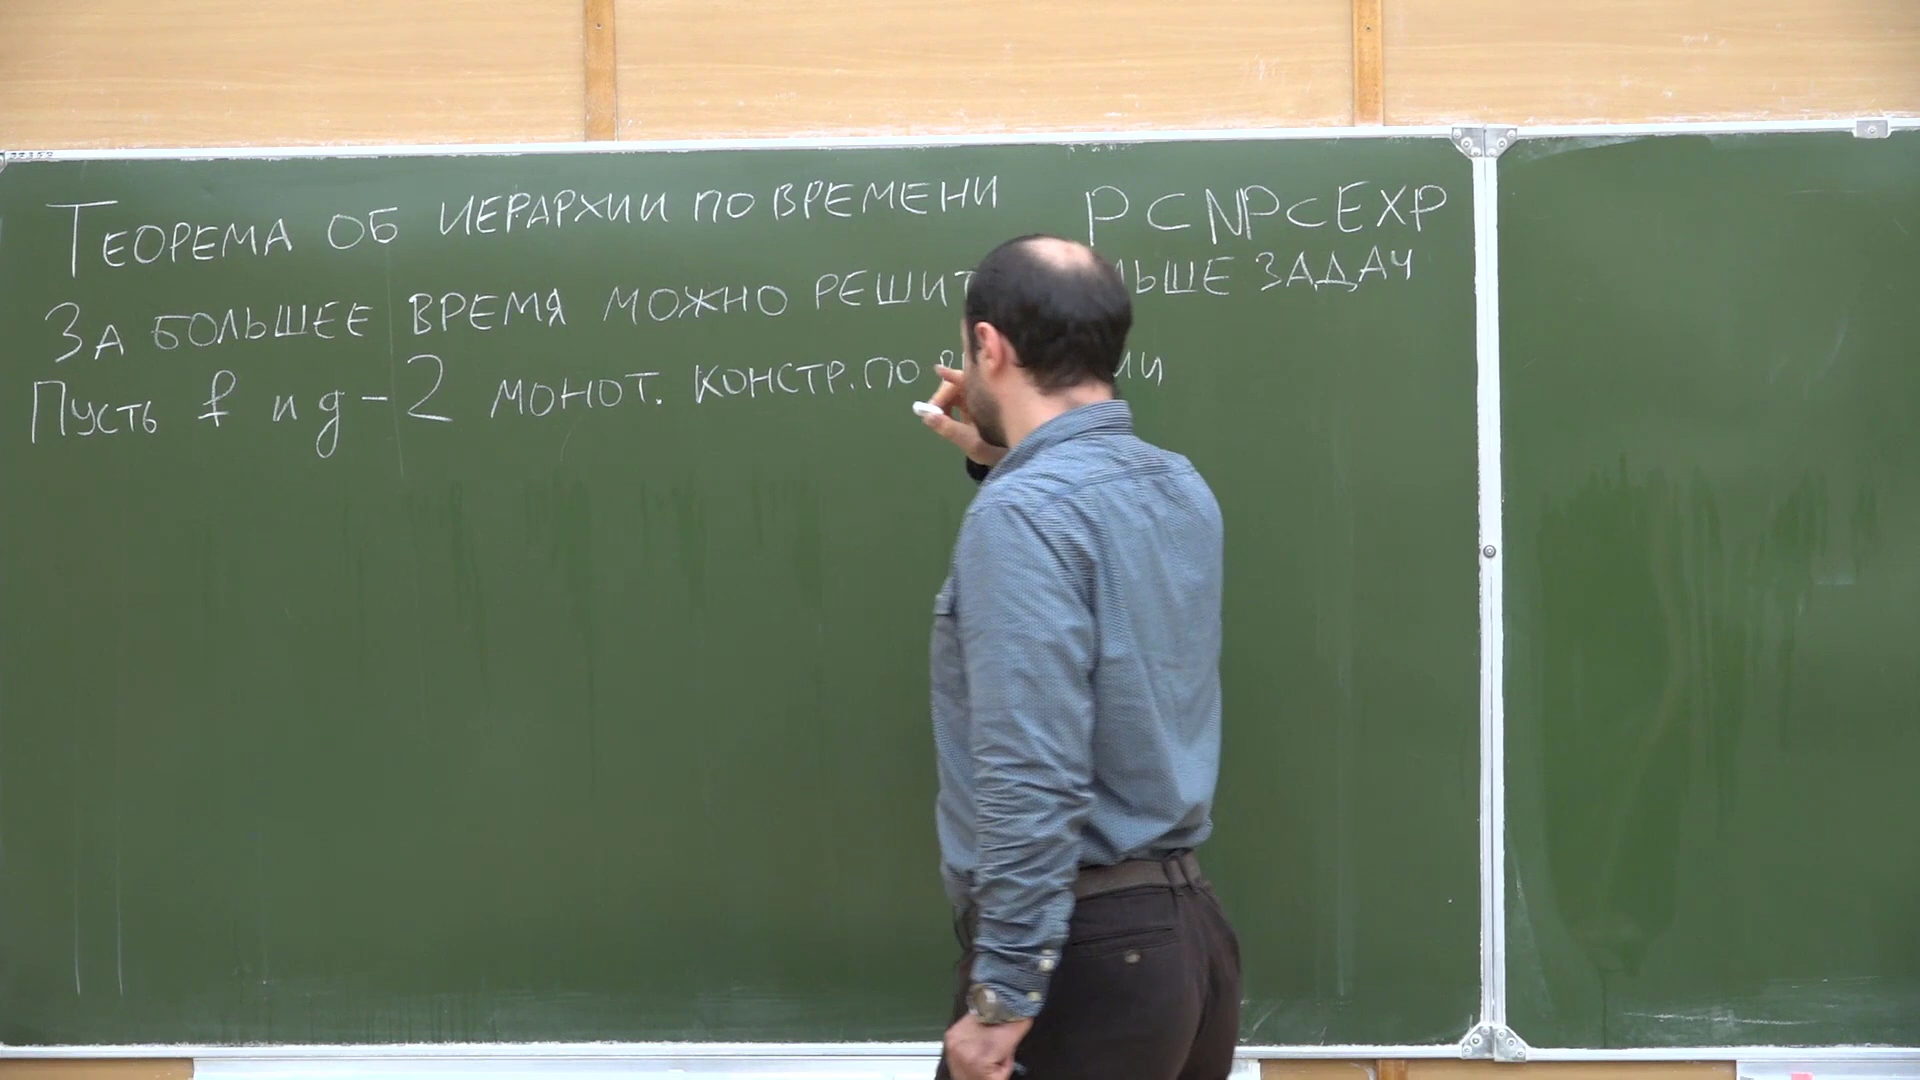 ТЕОРЕМА ОБ ИЕРАРХИИ ПО ВРЕМЕНИ P ⊂ NP ⊂ EXP
ЗА БОЛЬШЕЕ ВРЕМЯ МОЖНО РЕШИТ ЬШЕ ЗАДАЧ
ПУСТЬ f И g - 2 МОНОТ. КОНСТР. ПО